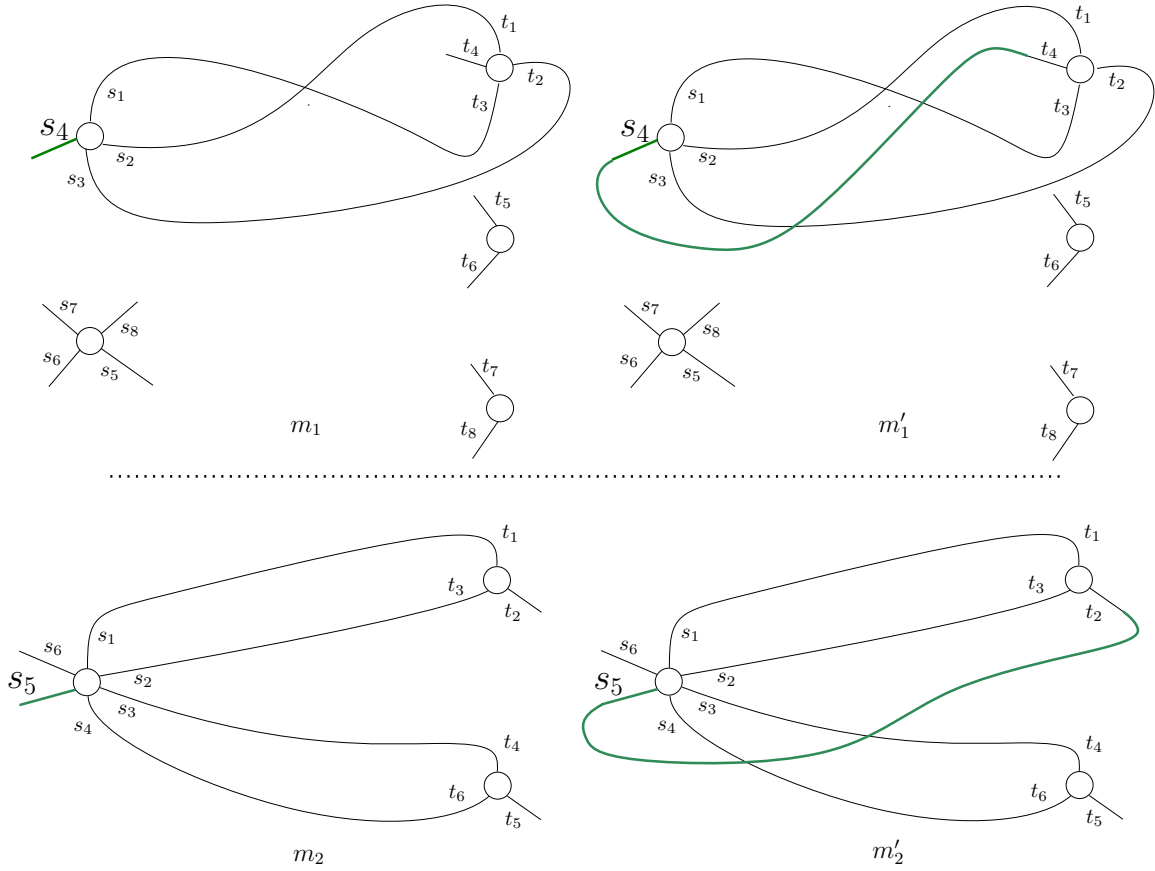 t₁ t₁
t₄ t₄
t₂ t₂
s₁ t₃ s₁ t₃
s₄ s₄
s₂ s₂
s₃ s₃
t₅ t₅
t₆ t₆
s₇ s₇
s₈ s₈
s₆ s₆
s₅ t₇ s₅ t₇
m₁ t₈ m′₁ t₈
t₁ t₁
t₃ t₃
t₂ t₂
s₁ s₁
s₆ s₆
s₅ s₂ s₅ s₂
s₃ s₃
s₄ s₄
t₄ t₄
t₆ t₆
t₅ t₅
m₂ m′₂